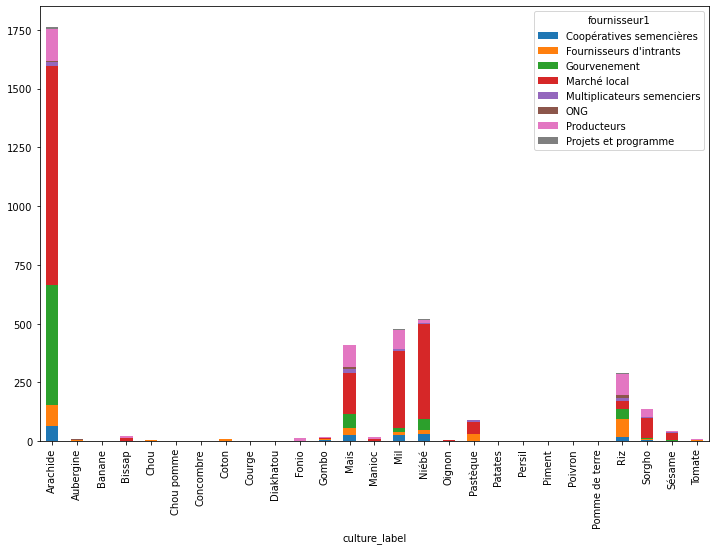 fournisseur1
Coopératives semencières
Fournisseurs d'intrants
Gourvenement
Marché local
Multiplicateurs semenciers
ONG
Producteurs
Projets et programme
1750
1500
1250
1000
750
500
250
0
Arachide
Aubergine
Banane
Bissap
Chou
Chou pomme
Concombre
Coton
Courge
Diakhatou
Fonio
Gombo
Mais
Manioc
Mil
Niébé
Oignon
Pastèque
Patates
Persil
Piment
Poivron
Pomme de terre
Riz
Sorgho
Sésame
Tomate
culture_label